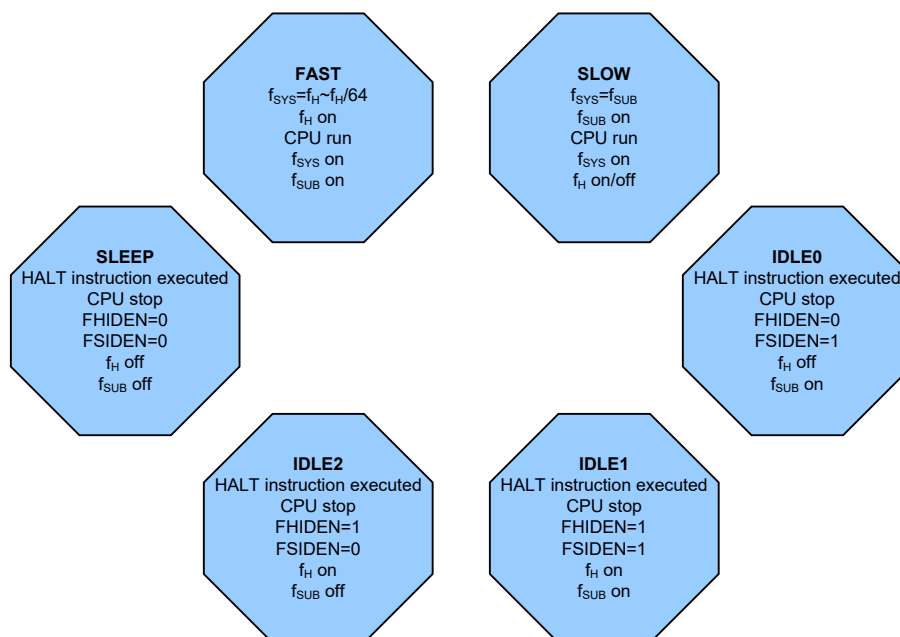 FAST
fSYS=fH~fH/64
fH on
CPU run
fSYS on
fSUB on
SLOW
fSYS=fSUB
fSUB on
CPU run
fSYS on
fH on/off
SLEEP
HALT instruction executed
CPU stop
FHIDEN=0
FSIDEN=0
fH off
fSUB off
IDLE0
HALT instruction executed
CPU stop
FHIDEN=0
FSIDEN=1
fH off
fSUB on
IDLE2
HALT instruction executed
CPU stop
FHIDEN=1
FSIDEN=0
fH on
fSUB off
IDLE1
HALT instruction executed
CPU stop
FHIDEN=1
FSIDEN=1
fH on
fSUB on